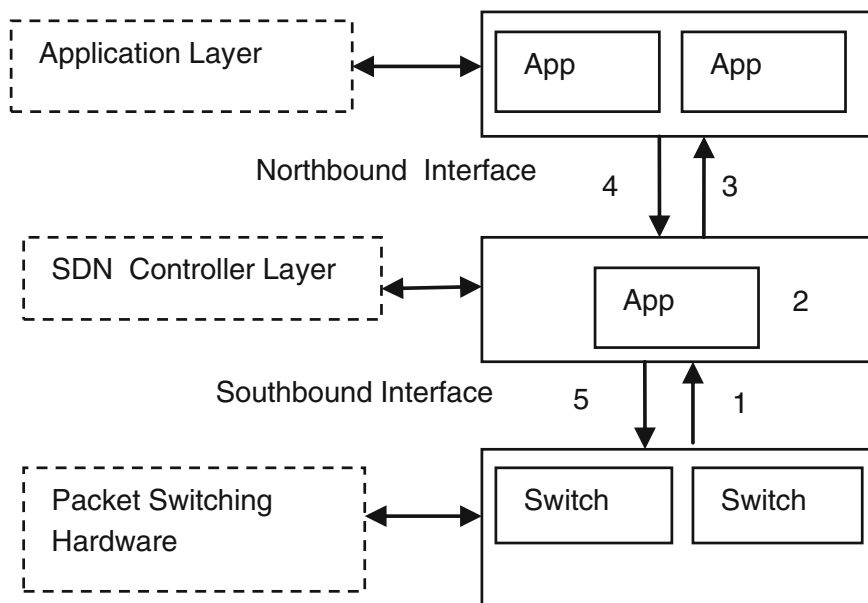 Application Layer
App
App
Northbound Interface
4
3
SDN Controller Layer
App
2
Southbound Interface
5
1
Packet Switching
Hardware
Switch
Switch